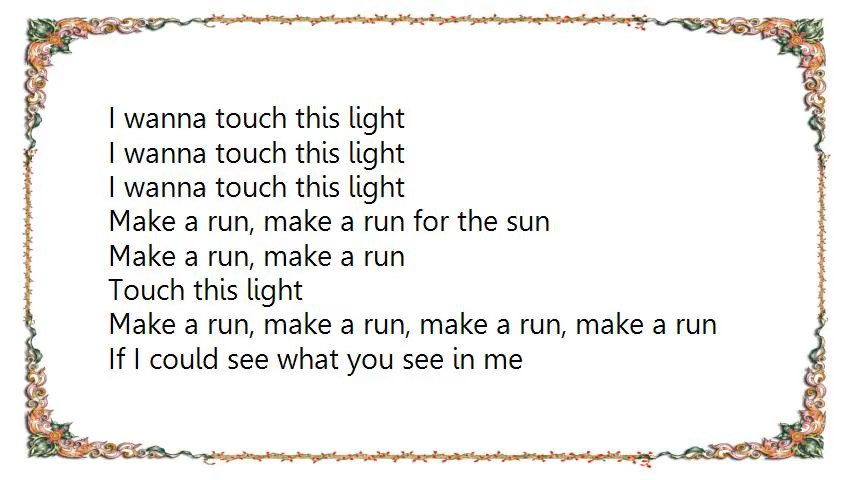 I wanna touch this light
I wanna touch this light
I wanna touch this light
Make a run, make a run for the sun
Make a run, make a run
Touch this light
Make a run, make a run, make a run, make a run
If I could see what you see in me